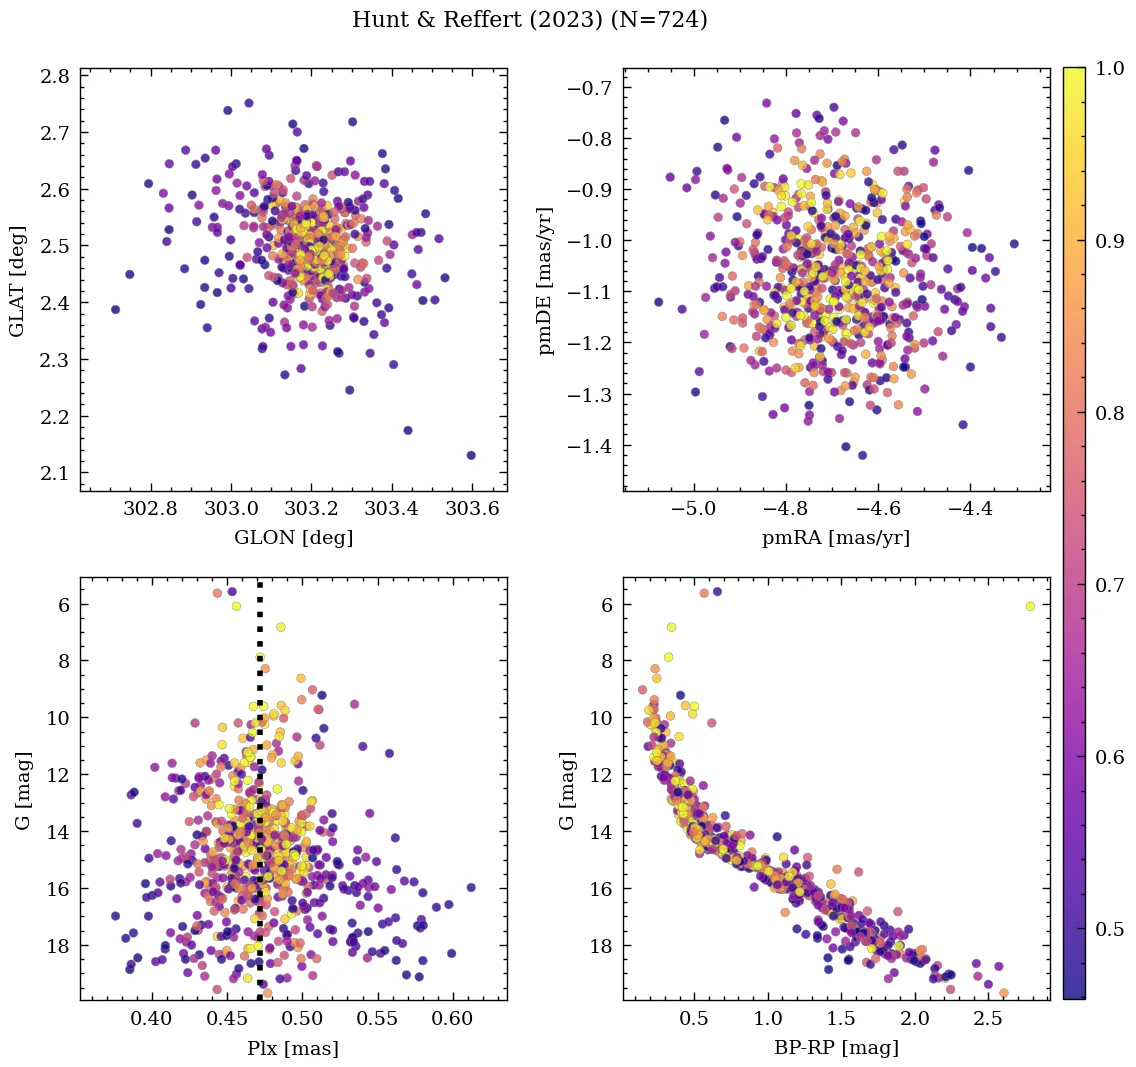 Hunt & Reffert (2023) (N=724)
2.8
2.7
2.6
2.5
2.4
2.3
2.2
2.1
GLAT [deg]
302.8 303.0 303.2 303.4 303.6
GLON [deg]
−0.7
−0.8
−0.9
−1.0
−1.1
−1.2
−1.3
−1.4
pmDE [mas/yr]
−5.0 −4.8 −4.6 −4.4
pmRA [mas/yr]
1.0
0.9
0.8
0.7
0.6
0.5
6
8
10
12
14
16
18
G [mag]
0.40 0.45 0.50 0.55 0.60
Plx [mas]
6
8
10
12
14
16
18
G [mag]
0.5 1.0 1.5 2.0 2.5
BP-RP [mag]